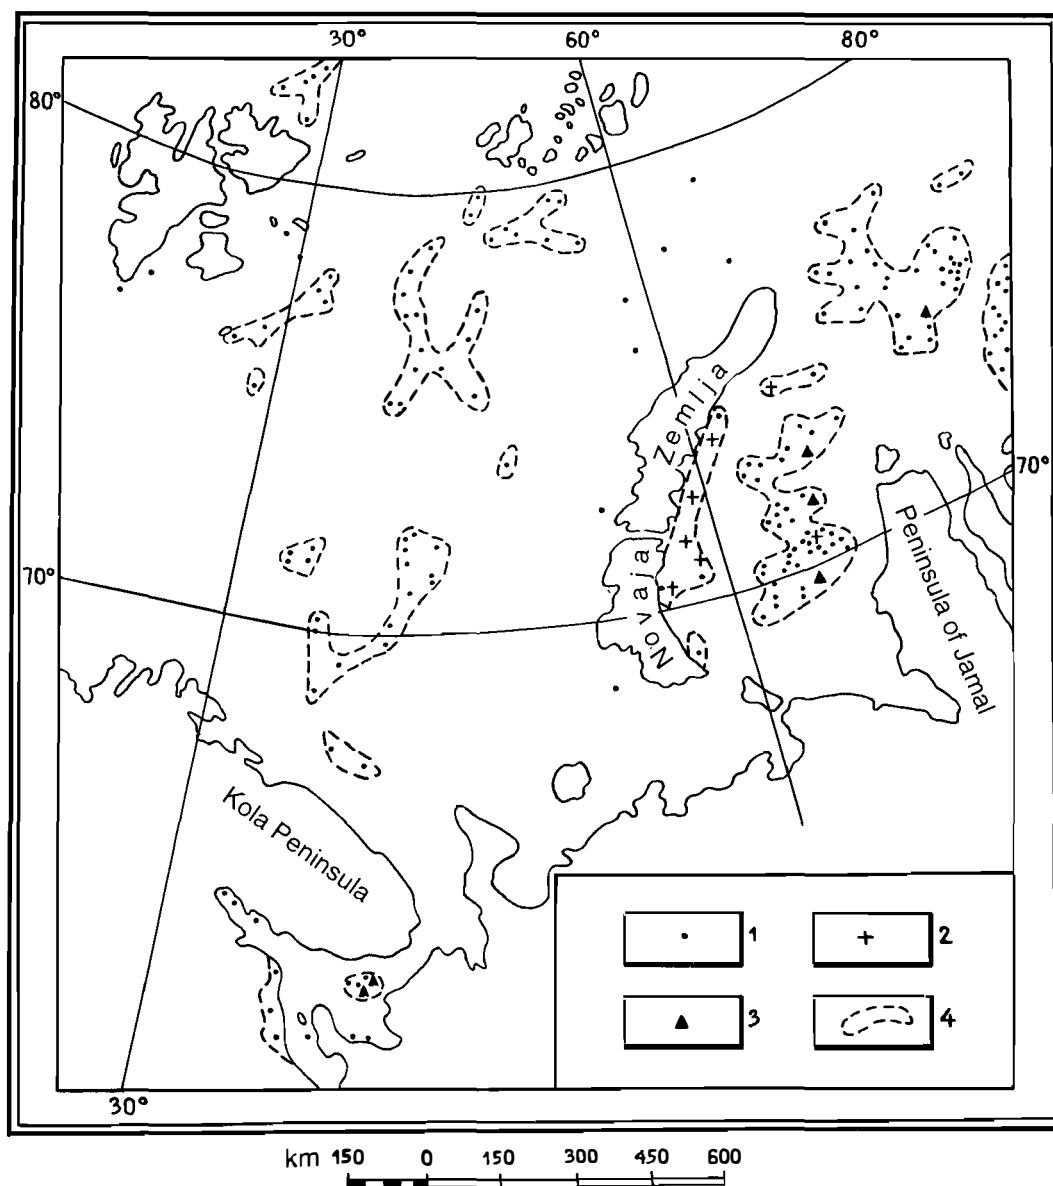 30° 60° 80°
80°
Zemlja
70°
70°
Novaja
Peninsula of Jamal
Kola Peninsula
1 2
3 4
30°
km 150 0 150 300 450 600